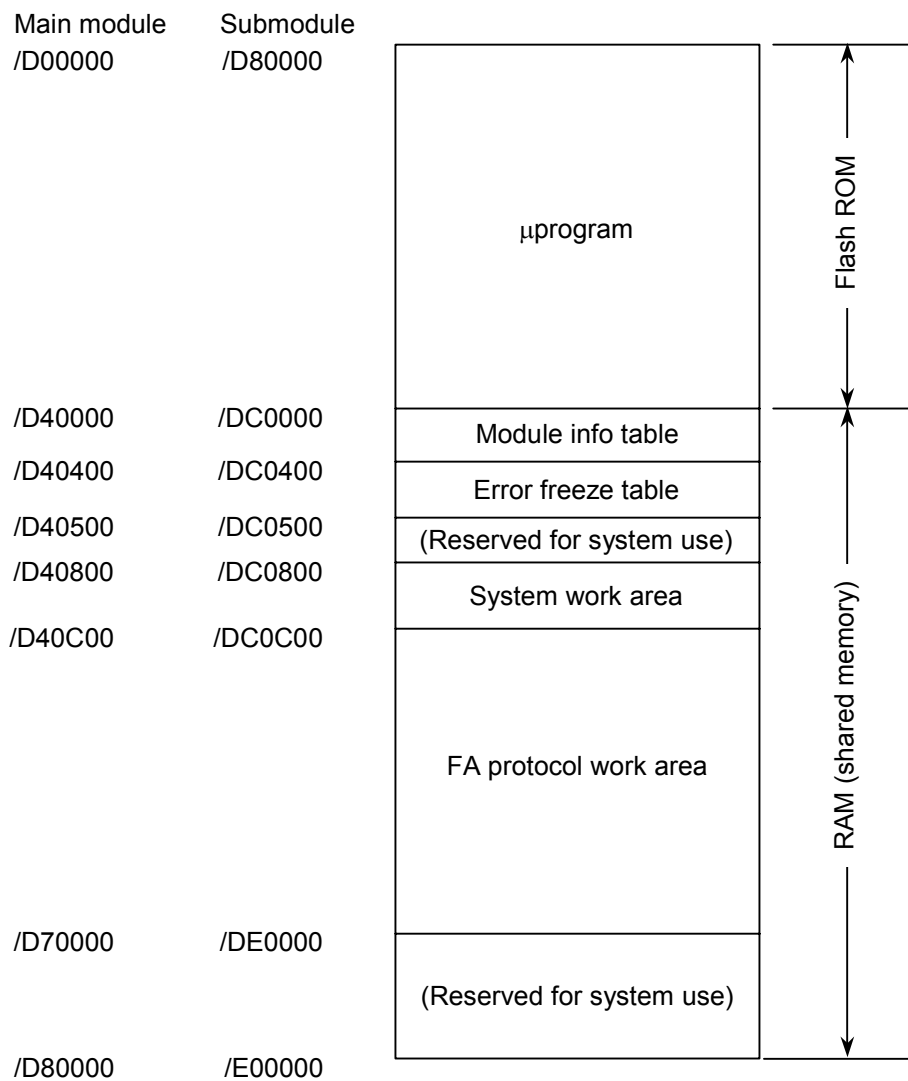 Main module Submodule
/D00000 /D80000
μprogram
Flash ROM
/D40000 /DC0000
Module info table
/D40400 /DC0400
Error freeze table
/D40500 /DC0500
(Reserved for system use)
/D40800 /DC0800
System work area
/D40C00 /DC0C00
FA protocol work area
RAM (shared memory)
/D70000 /DE0000
(Reserved for system use)
/D80000 /E00000